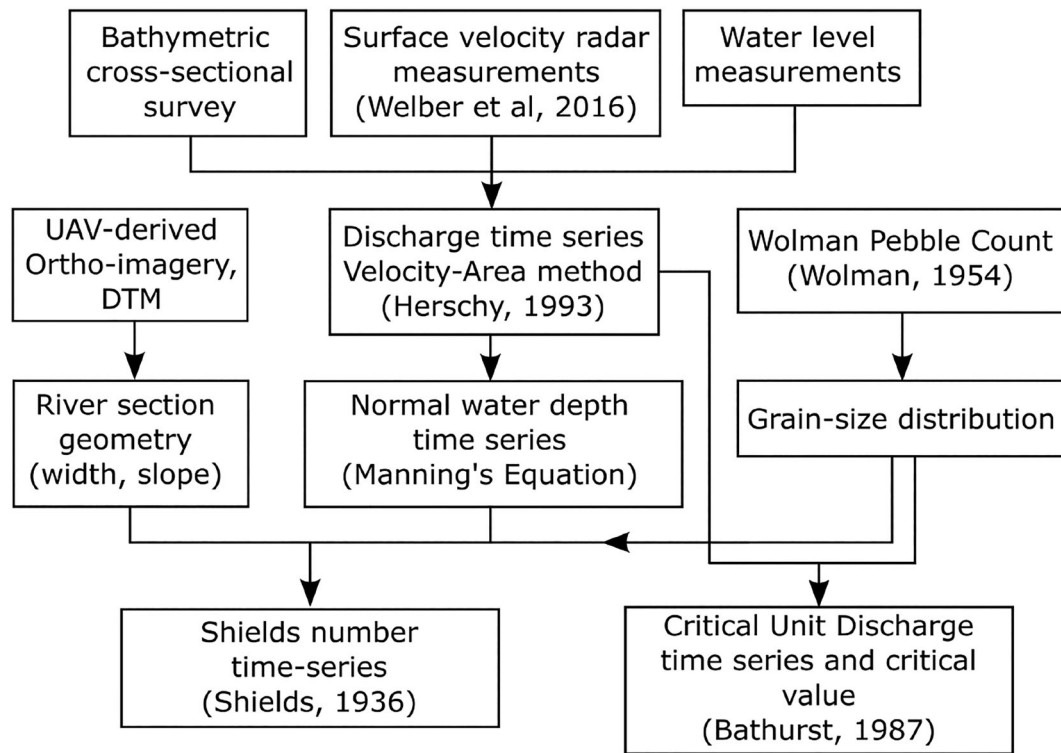 Bathymetric
cross-sectional
survey
Surface velocity radar
measurements
(Welber et al, 2016)
Water level
measurements
UAV-derived
Ortho-imagery,
DTM
Discharge time series
Velocity-Area method
(Herschy, 1993)
Wolman Pebble Count
(Wolman, 1954)
River section
geometry
(width, slope)
Normal water depth
time series
(Manning's Equation)
Grain-size distribution
Shields number
time-series
(Shields, 1936)
Critical Unit Discharge
time series and critical
value
(Bathurst, 1987)